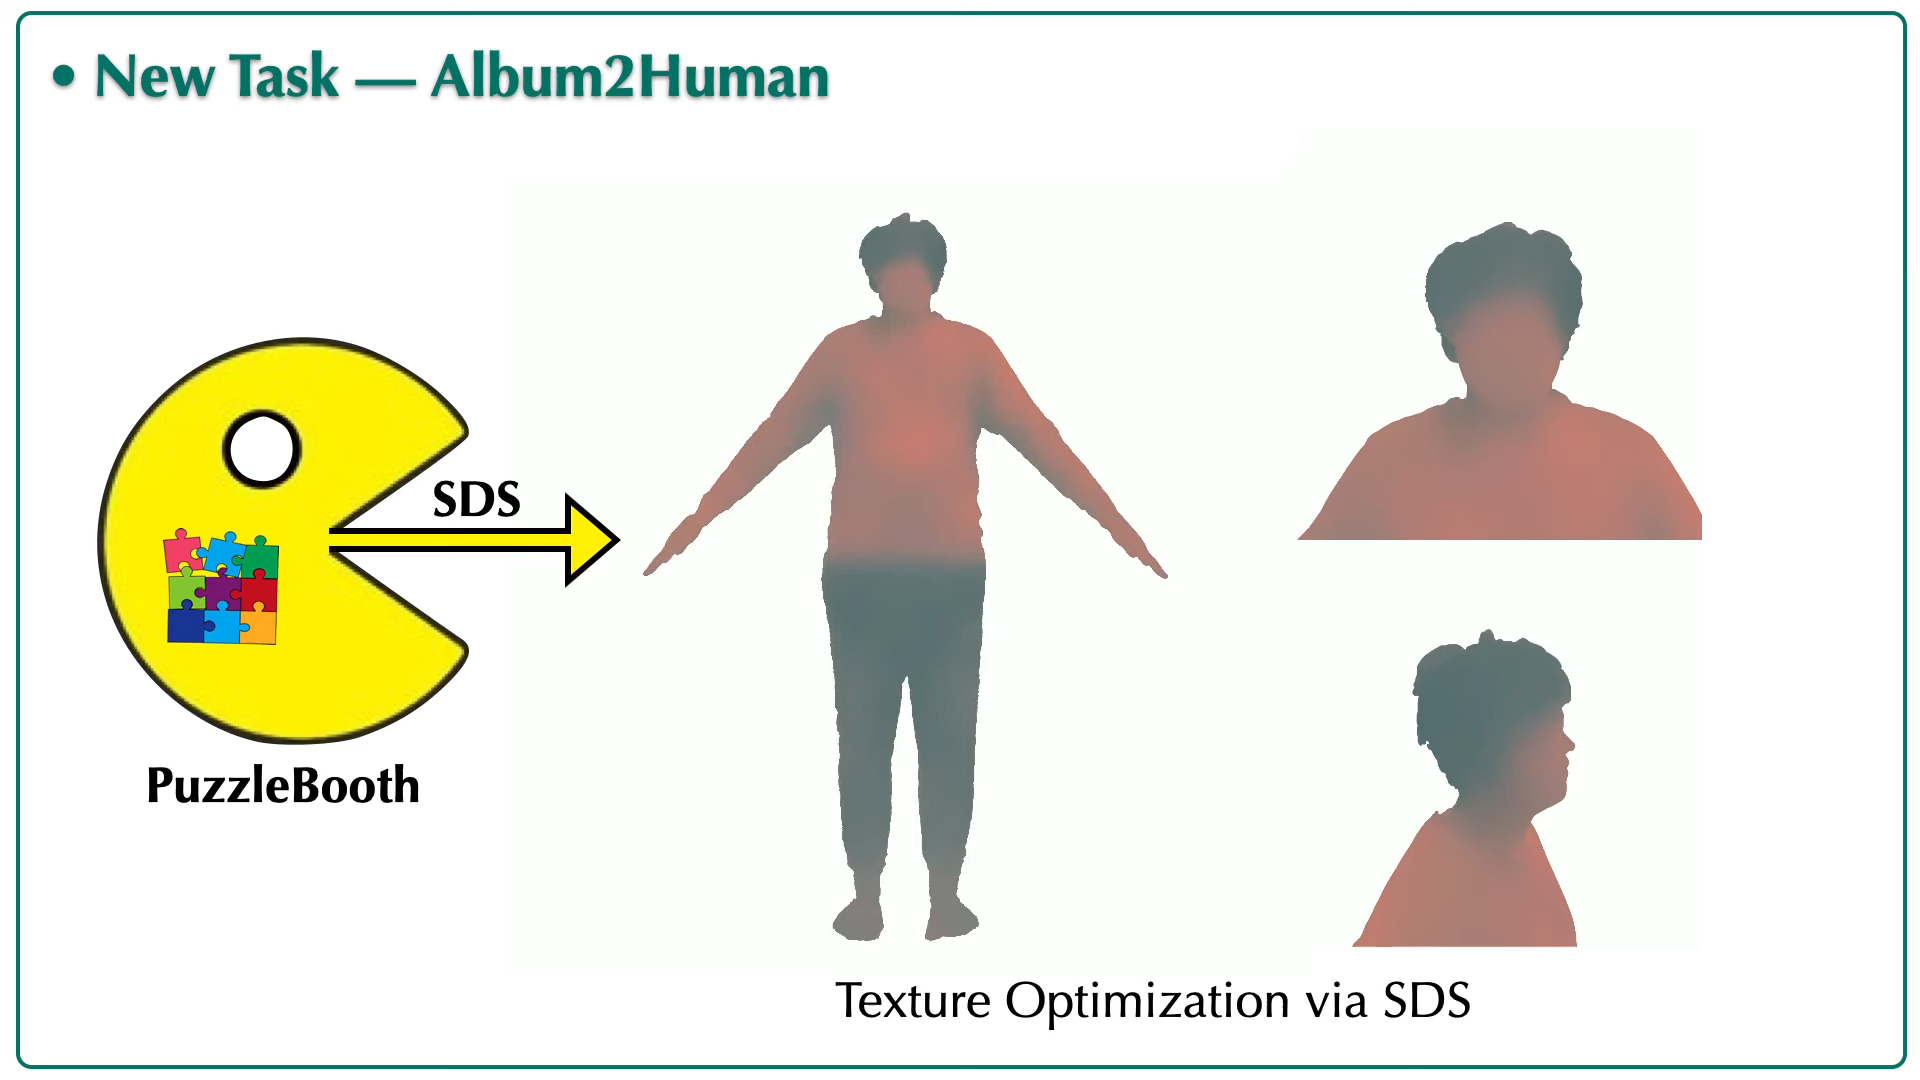 • New Task — Album2Human
SDS
PuzzleBooth
Texture Optimization via SDS